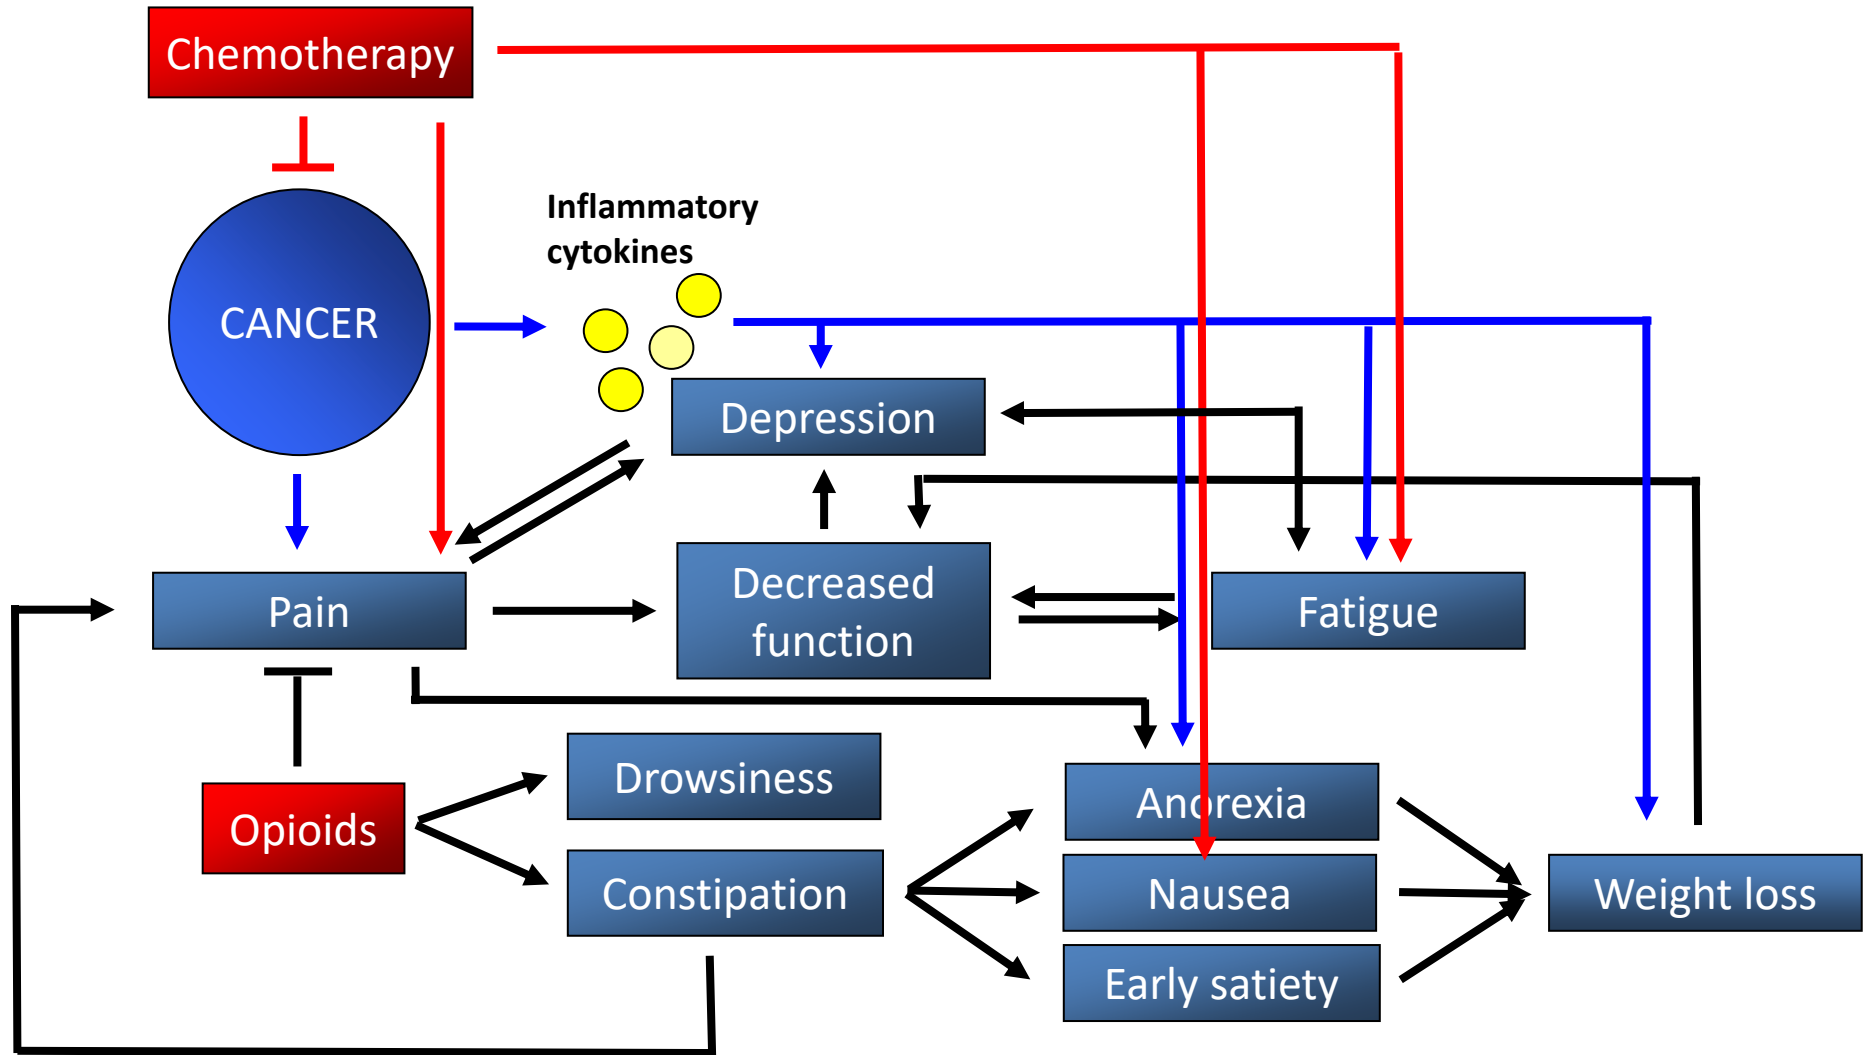 Chemotherapy
Inflammatory
cytokines
CANCER
Depression
Decreased
function
Pain
Fatigue
Drowsiness
Opioids
Anorexia
Constipation
Nausea
Weight loss
Early satiety